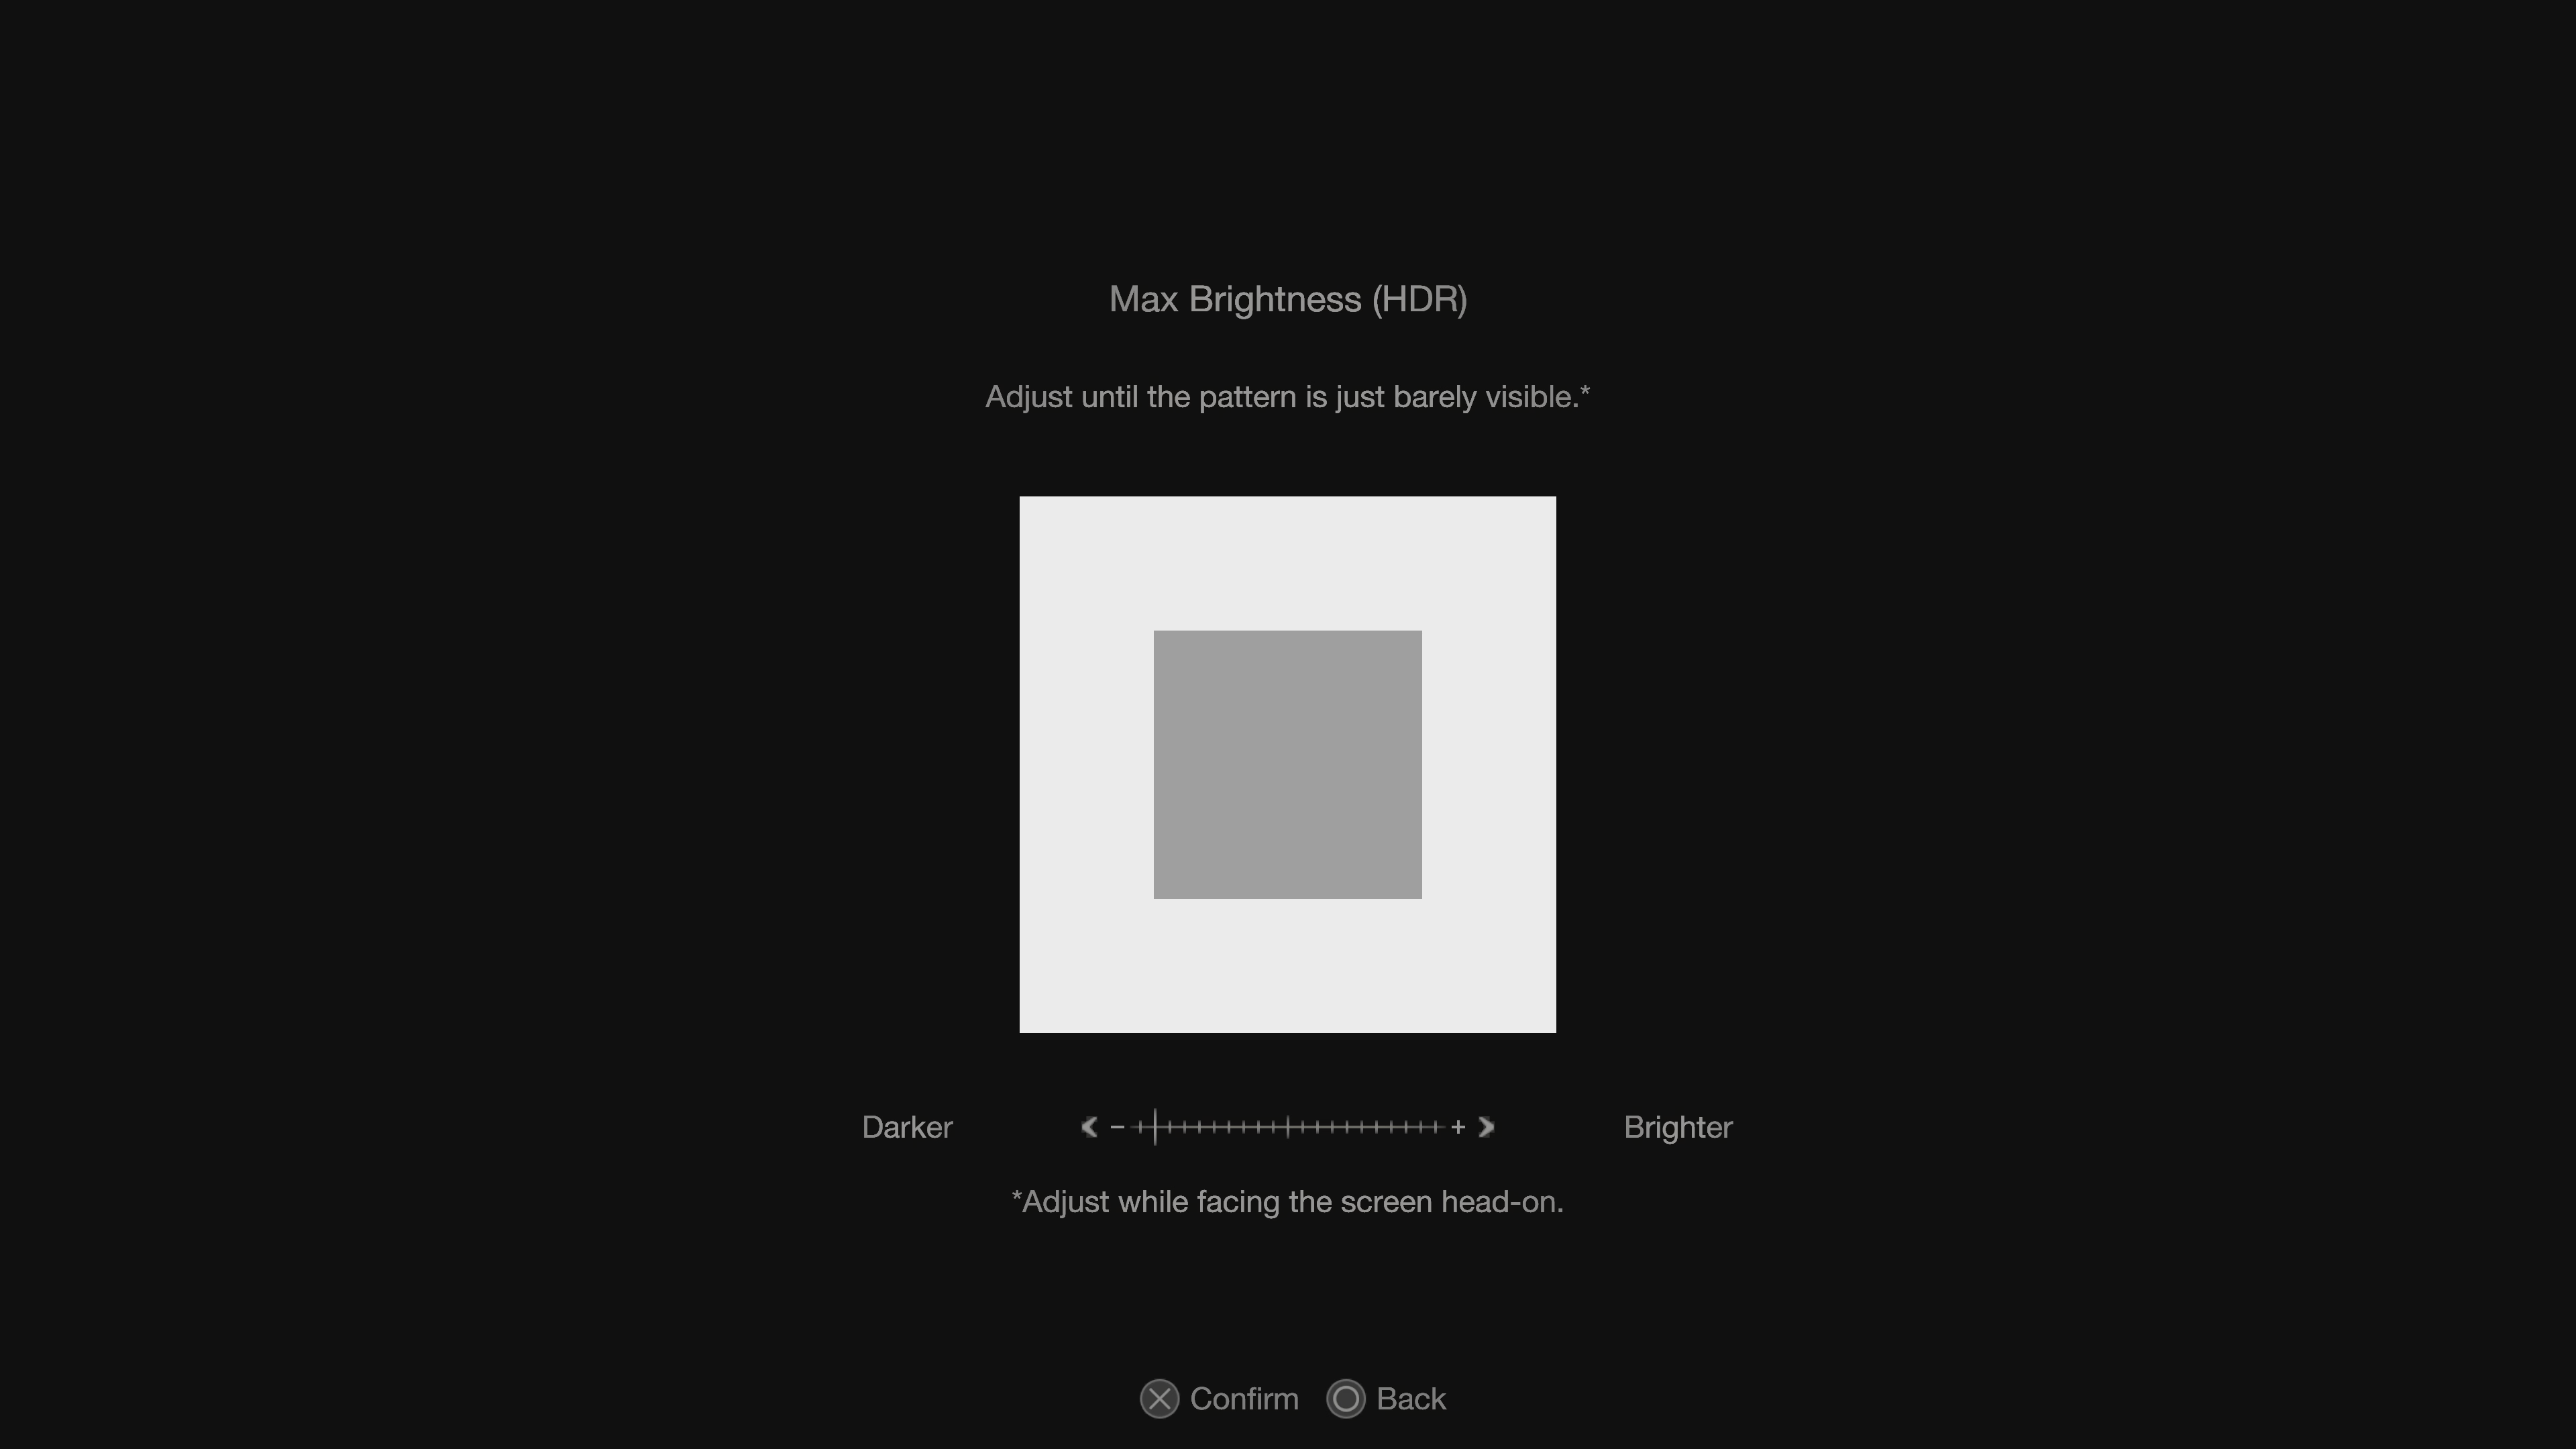 Max Brightness (HDR)
Adjust until the pattern is just barely visible.*
Darker - + Brighter
*Adjust while facing the screen head-on.
Confirm Back